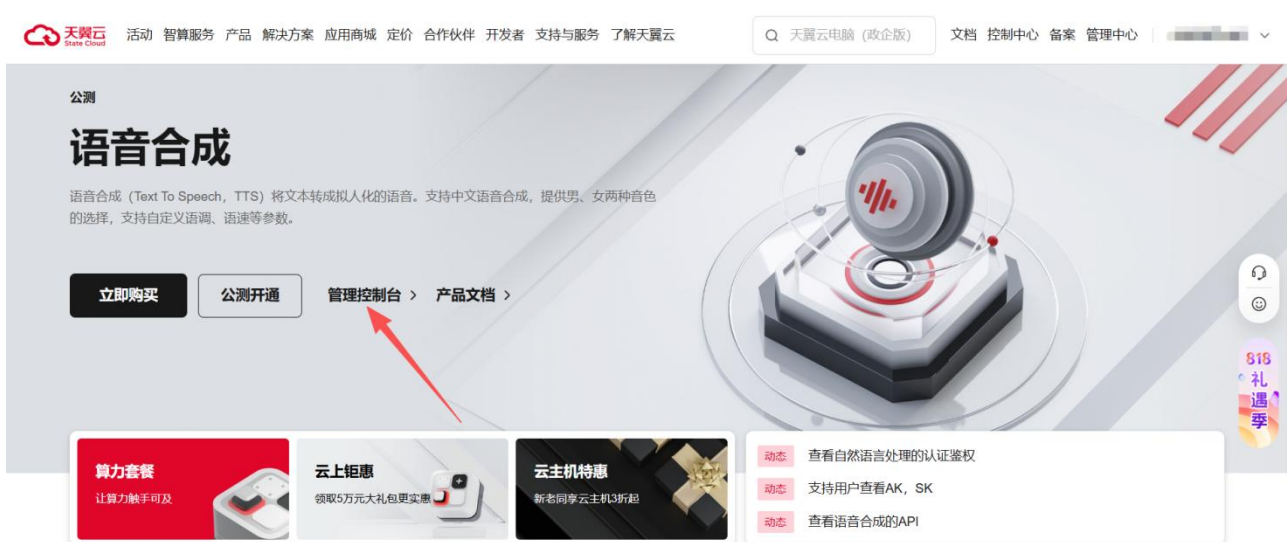 天翼云
State Cloud
活动 智算服务 产品 解决方案 应用商城 定价 合作伙伴 开发者 支持与服务 了解天翼云
天翼云电脑（政企版）
文档 控制中心 备案 管理中心
公测
语音合成
语音合成（Text To Speech，TTS）将文本转成拟人化的语音。支持中文语音合成，提供男、女两种音色
的选择，支持自定义语调、语速等参数。
立即购买 公测开通 管理控制台 > 产品文档 >
818
礼
遇
季
算力套餐
让算力触手可及
云上钜惠
领取5万元大礼包更实惠
云主机特惠
新老同享云主机3折起
动态 查看自然语言处理的认证鉴权
动态 支持用户查看AK，SK
动态 查看语音合成的API